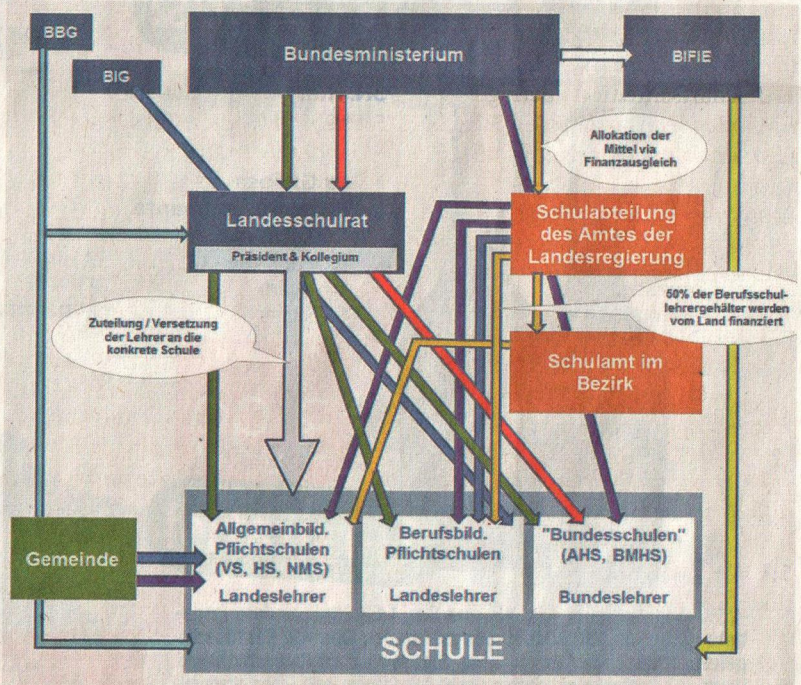 BBG
BIG
Bundesministerium
BIFIE
Allokation der
Mittel via
Finanzausgleich
Landesschulrat
Präsident & Kollegium
Schulabteilung
des Amtes der
Landesregierung
50% der Berufsschul-
lehrergehälter werden
vom Land finanziert
Zuteilung / Versetzung
der Lehrer an die
konkrete Schule
Schulamt im
Bezirk
Gemeinde
Allgemeinbild.
Pflichtschulen
(VS, HS, NMS)
Landeslehrer
Berufsbild.
Pflichtschulen
Landeslehrer
"Bundesschulen"
(AHS, BMHS)
Bundeslehrer
SCHULE